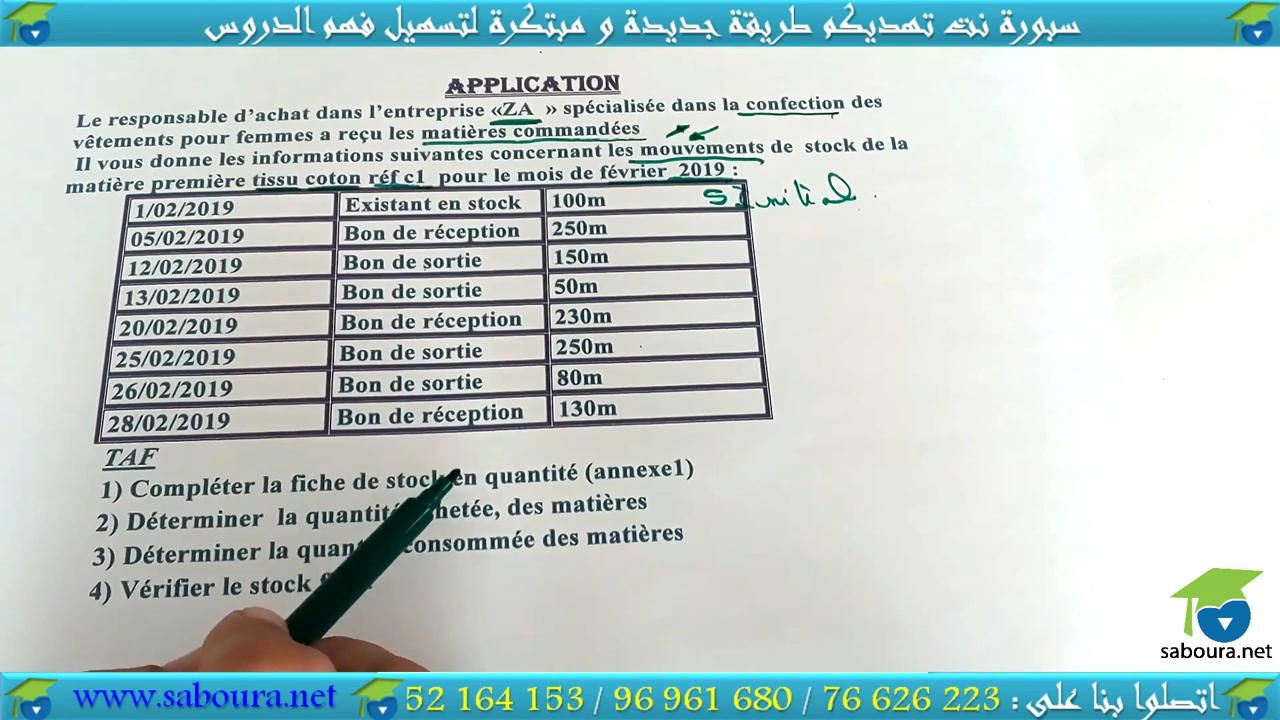 سبورة نت تهديكم طريقة جديدة و مبتكرة لتسهيل فهم الدروس
APPLICATION
Le responsable d'achat dans l'entreprise «ZA » spécialisée dans la confection des
vêtements pour femmes a reçu les matières commandées
Il vous donne les informations suivantes concernant les mouvements de stock de la
matière première tissu coton réf c1 pour le mois de février 2019 :
1/02/2019 Existant en stock 100m SInitial
05/02/2019 Bon de réception 250m
12/02/2019 Bon de sortie 150m
13/02/2019 Bon de sortie 50m
20/02/2019 Bon de réception 230m
25/02/2019 Bon de sortie 250m
26/02/2019 Bon de sortie 80m
28/02/2019 Bon de réception 130m
TAF
1) Compléter la fiche de stock en quantité (annexe1)
2) Déterminer la quantité hetée, des matières
3) Déterminer la quan consommée des matières
4) Vérifier le stock
saboura.net
www.saboura.net 52 164 153 / 96 961 680 / 76 626 223 : اتصلوا بنا على